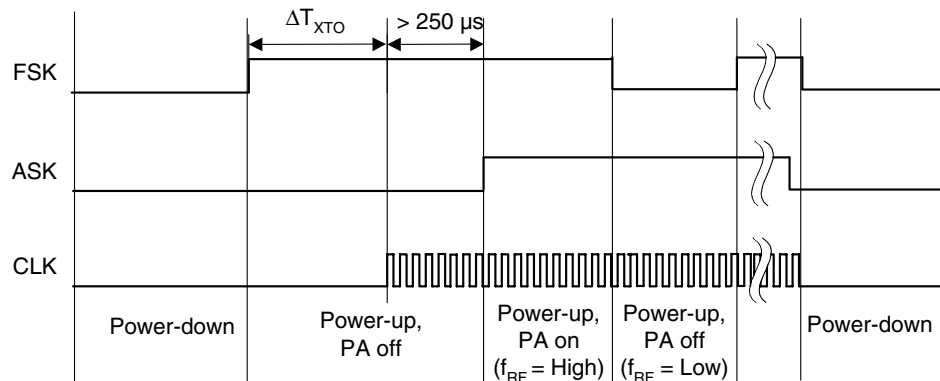 ΔT_XTO
> 250 µs
FSK
ASK
CLK
Power-down
Power-up,
PA off
Power-up,
PA on
(f_RF = High)
Power-up,
PA off
(f_RF = Low)
Power-down